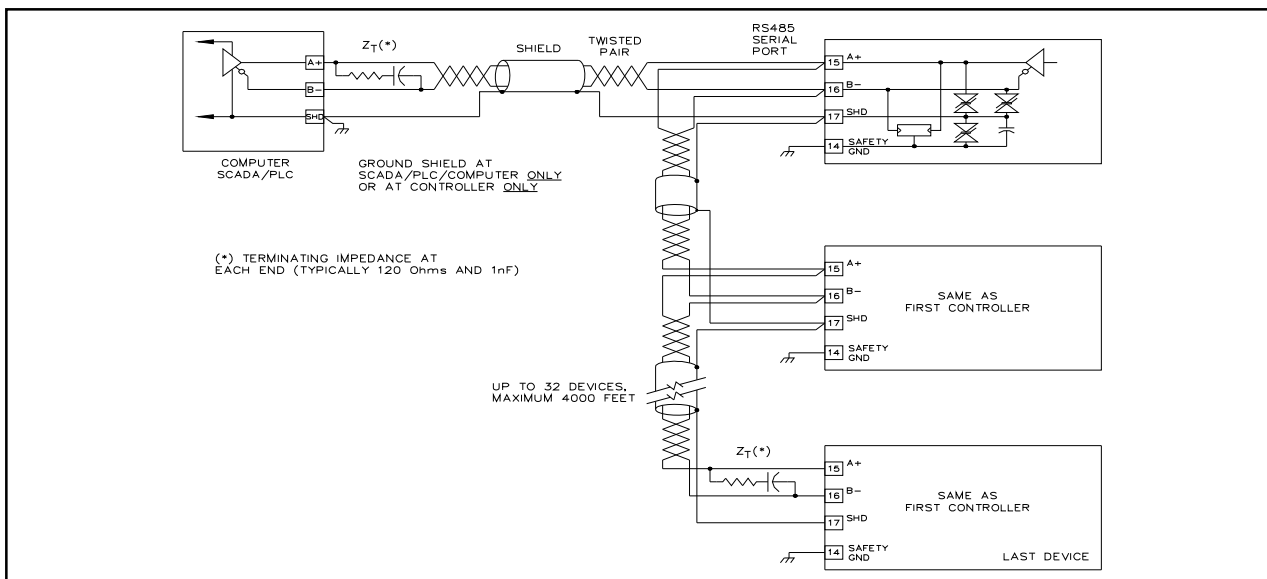 Z_T(*)
SHIELD
TWISTED
PAIR
RS485
SERIAL
PORT
A+
B-
SHD
COMPUTER
SCADA/PLC
GROUND SHIELD AT
SCADA/PLC/COMPUTER ONLY
OR AT CONTROLLER ONLY
15 A+
16 B-
17 SHD
14 SAFETY
GND
(*) TERMINATING IMPEDANCE AT
EACH END (TYPICALLY 120 Ohms AND 1nF)
15 A+
16 B-
17 SHD
14 SAFETY
GND
SAME AS
FIRST CONTROLLER
UP TO 32 DEVICES,
MAXIMUM 4000 FEET
Z_T(*)
15 A+
16 B-
17 SHD
14 SAFETY
GND
SAME AS
FIRST CONTROLLER
LAST DEVICE